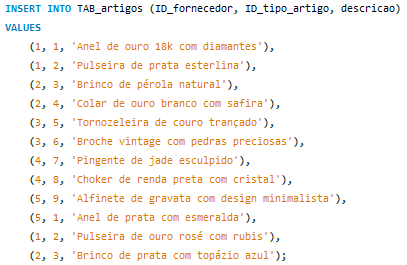 INSERT INTO TAB_artigos (ID_fornecedor, ID_tipo_artigo, descricao)
VALUES
(1, 1, 'Anel de ouro 18k com diamantes'),
(1, 2, 'Pulseira de prata esterlina'),
(2, 3, 'Brinco de pérola natural'),
(2, 4, 'Colar de ouro branco com safira'),
(3, 5, 'Tornozeleira de couro trançado'),
(3, 6, 'Broche vintage com pedras preciosas'),
(4, 7, 'Pingente de jade esculpido'),
(4, 8, 'Choker de renda preta com cristal'),
(5, 9, 'Alfinete de gravata com design minimalista'),
(5, 1, 'Anel de prata com esmeralda'),
(1, 2, 'Pulseira de ouro rosé com rubis'),
(2, 3, 'Brinco de prata com topázio azul');